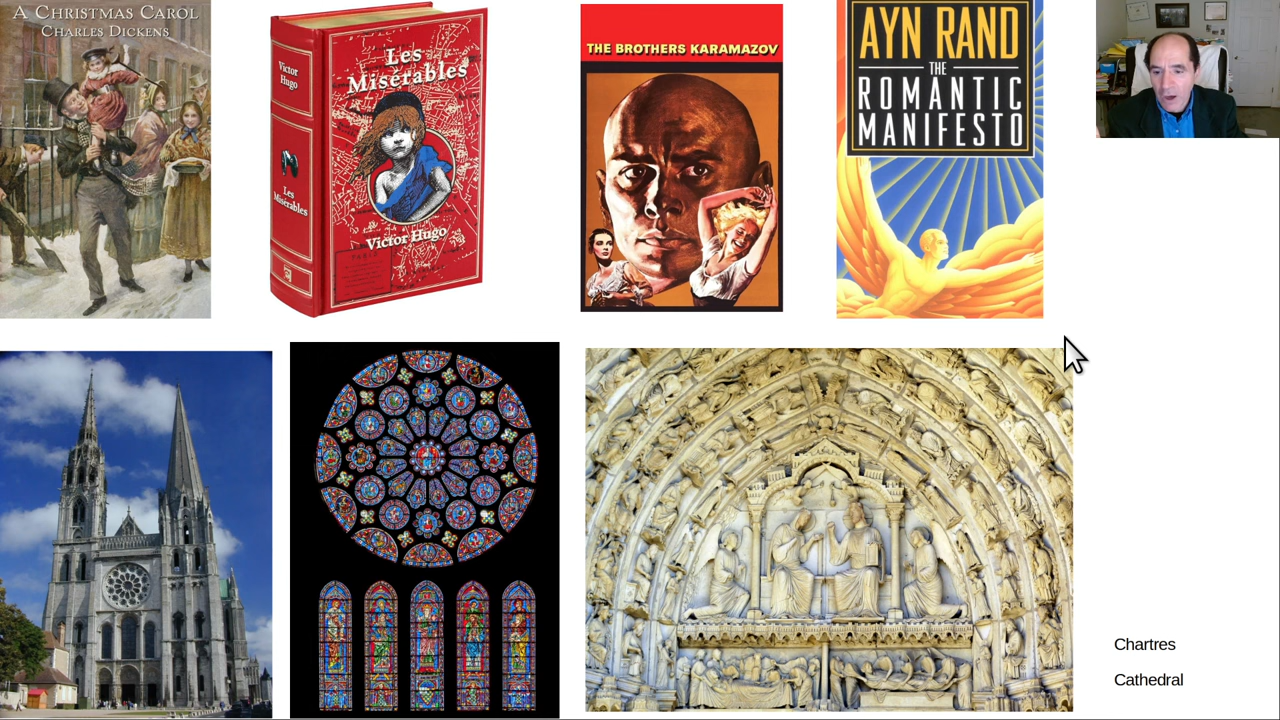 A CHRISTMAS CAROL
CHARLES DICKENS
Victor
Hugo
Les
Misérables
Les
Misérables
Victor Hugo
PARIS
THE BROTHERS KARAMAZOV
AYN RAND
THE
ROMANTIC
MANIFESTO
Chartres
Cathedral